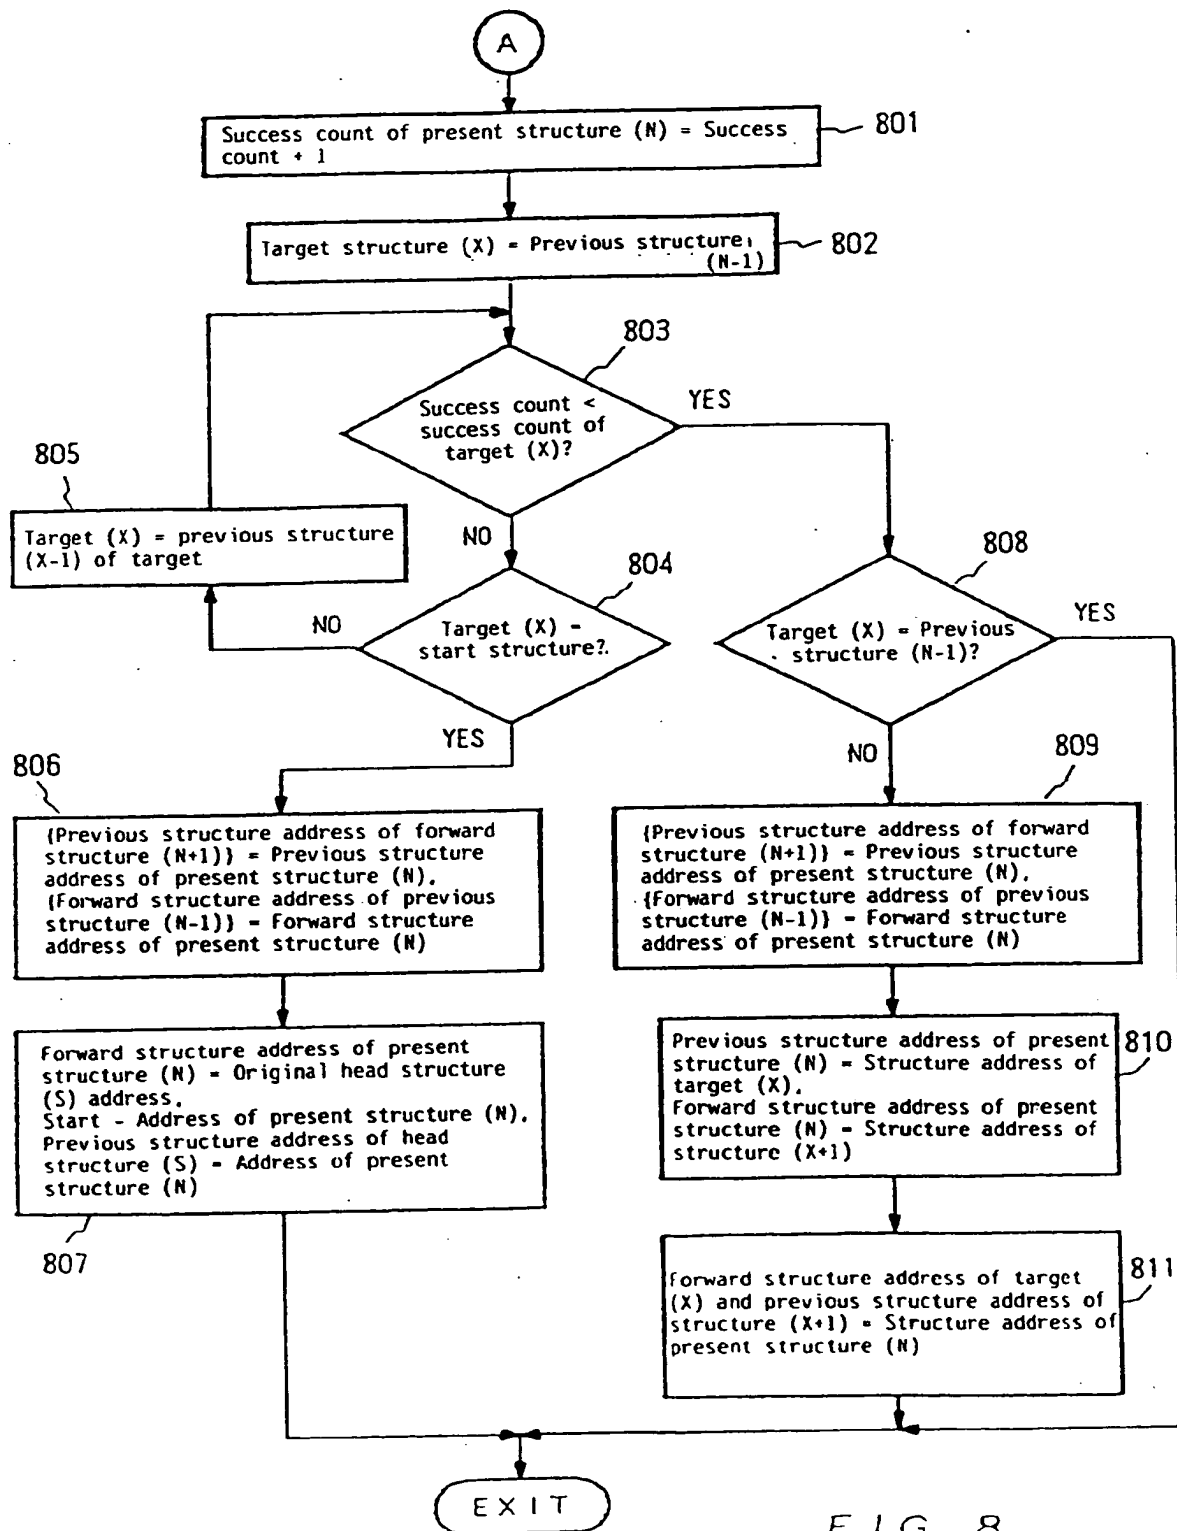 A
Success count of present structure (N) = Success
count + 1
801
Target structure (X) = Previous structure
(N-1)
802
803
Success count <
success count of
target (X)?
YES
NO
805
Target (X) = previous structure
(X-1) of target
804
Target (X) =
start structure?
NO
YES
808
Target (X) = Previous
structure (N-1)?
YES
NO
806
{Previous structure address of forward
structure (N+1)} = Previous structure
address of present structure (N).
{Forward structure address of previous
structure (N-1)} = Forward structure
address of present structure (N)
809
{Previous structure address of forward
structure (N+1)} = Previous structure
address of present structure (N).
{Forward structure address of previous
structure (N-1)} = Forward structure
address of present structure (N)
Forward structure address of present
structure (N) = Original head structure
(S) address.
Start = Address of present structure (N).
Previous structure address of head
structure (S) = Address of present
structure (N)
807
Previous structure address of present
structure (N) = Structure address of
target (X).
Forward structure address of present
structure (N) = Structure address of
structure (X+1)
810
Forward structure address of target
(X) and previous structure address of
structure (X+1) = Structure address of
present structure (N)
811
EXIT
FIG. 8